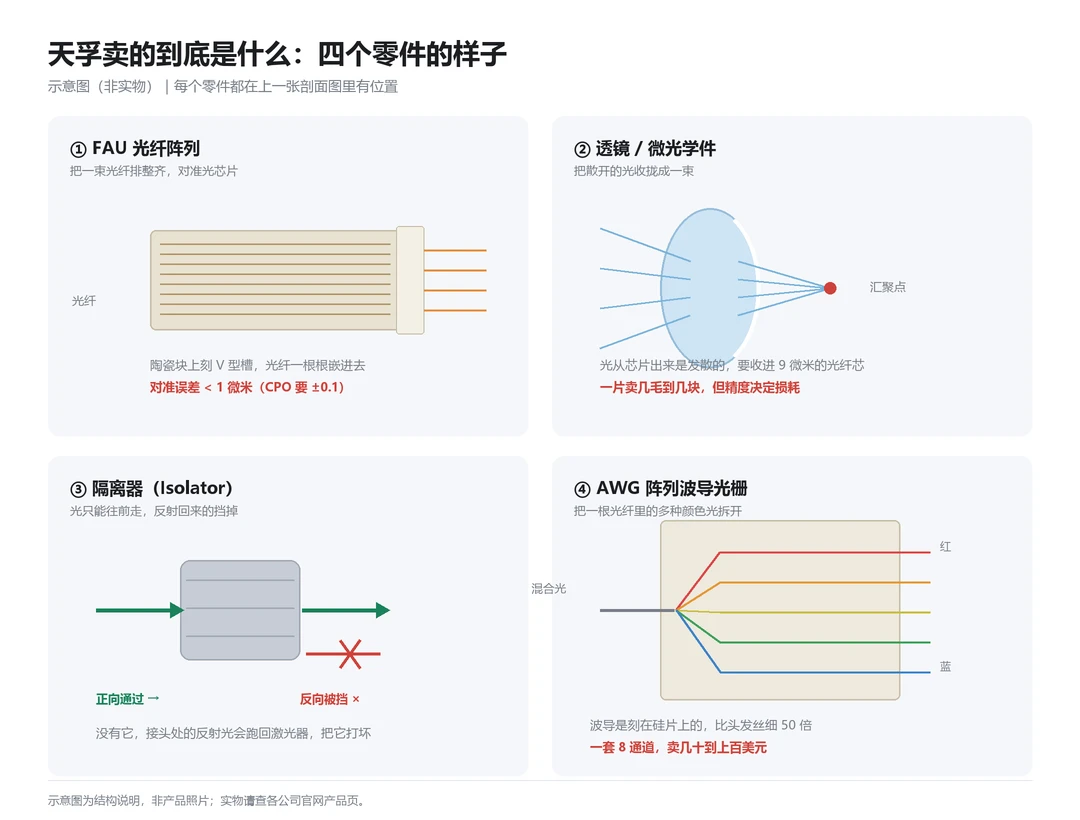 天孚卖的到底是什么：四个零件的样子
示意图（非实物）｜每个零件都在上一张剖面图里有位置
① FAU 光纤阵列
把一束光纤排整齐，对准光芯片
光纤
陶瓷块上刻 V 型槽，光纤一根根嵌进去
对准误差 < 1 微米（CPO 要 ±0.1）
② 透镜 / 微光学件
把散开的光收拢成一束
汇聚点
光从芯片出来是发散的，要收进 9 微米的光纤芯
一片卖几毛到几块，但精度决定损耗
③ 隔离器（Isolator）
光只能往前走，反射回来的挡掉
正向通过 →
反向被挡 ×
没有它，接头处的反射光会跑回激光器，把它打坏
④ AWG 阵列波导光栅
把一根光纤里的多种颜色光拆开
混合光
红
蓝
波导是刻在硅片上的，比头发丝细 50 倍
一套 8 通道，卖几十到上百美元
示意图为结构说明，非产品照片；实物请查各公司官网产品页。